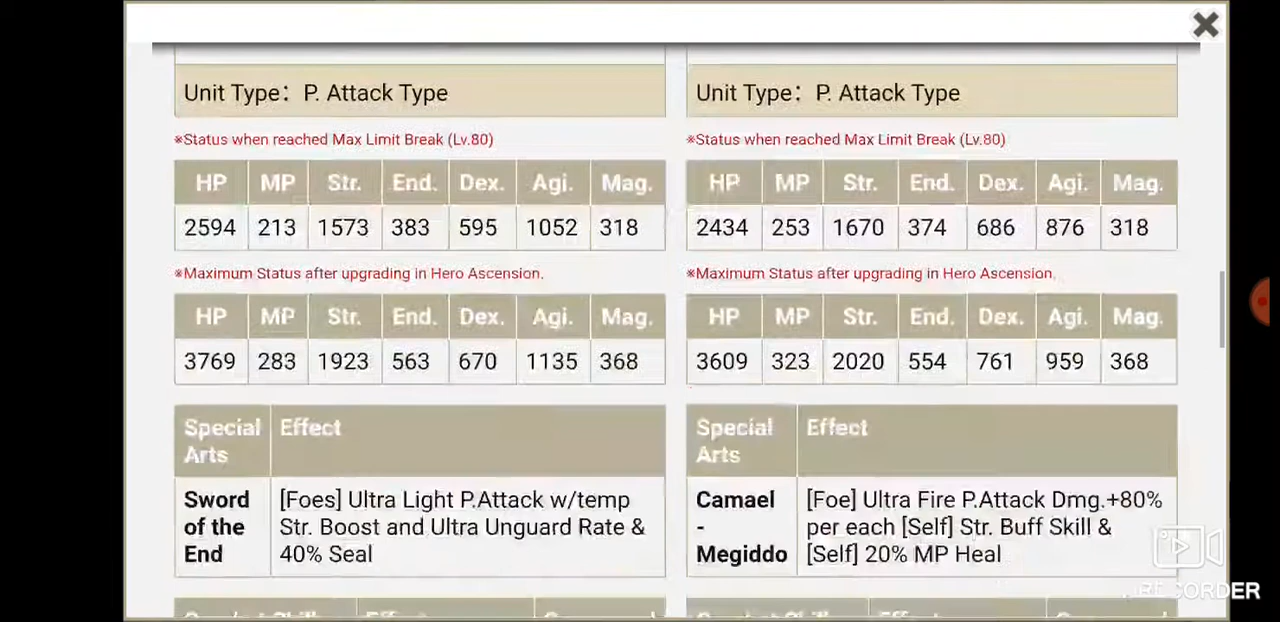 Unit Type： P. Attack Type
※Status when reached Max Limit Break (Lv.80)
HP MP Str. End. Dex. Agi. Mag.
2594 213 1573 383 595 1052 318
※Maximum Status after upgrading in Hero Ascension.
HP MP Str. End. Dex. Agi. Mag.
3769 283 1923 563 670 1135 368
Special Effect
Arts
Sword [Foes] Ultra Light P.Attack w/temp
of the Str. Boost and Ultra Unguard Rate &
End 40% Seal
Unit Type： P. Attack Type
※Status when reached Max Limit Break (Lv.80)
HP MP Str. End. Dex. Agi. Mag.
2434 253 1670 374 686 876 318
※Maximum Status after upgrading in Hero Ascension.
HP MP Str. End. Dex. Agi. Mag.
3609 323 2020 554 761 959 368
Special Effect
Arts
Camael [Foe] Ultra Fire P.Attack Dmg.+80%
- per each [Self] Str. Buff Skill &
Megiddo [Self] 20% MP Heal
RECORDER